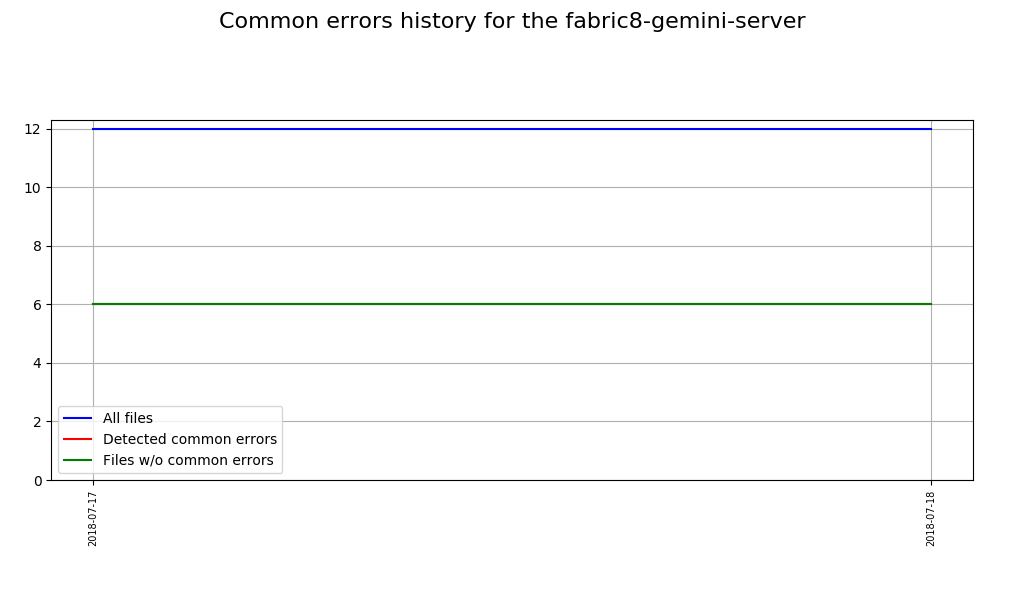 Common errors history for the fabric8-gemini-server
12
10
8
6
4
2
0
All files
Detected common errors
Files w/o common errors
2018-07-17
2018-07-18